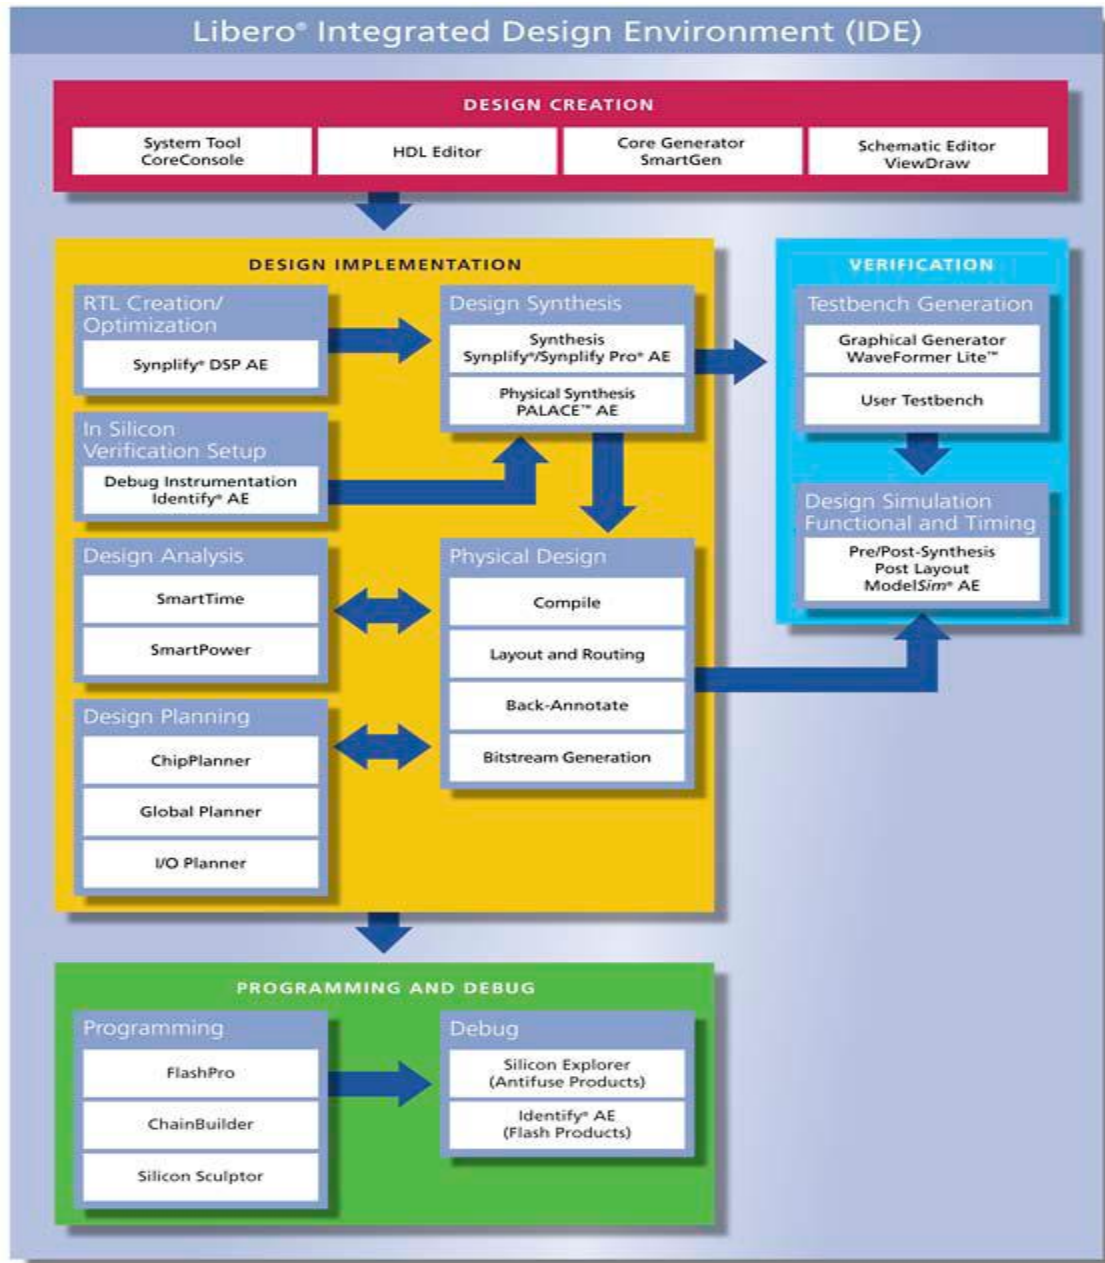 Libero® Integrated Design Environment (IDE)
DESIGN CREATION
System Tool
CoreConsole
HDL Editor
Core Generator
SmartGen
Schematic Editor
ViewDraw
DESIGN IMPLEMENTATION
RTL Creation/
Optimization
Synplify® DSP AE
Design Synthesis
Synthesis
Synplify®/Synplify Pro® AE
Physical Synthesis
PALACE™ AE
In Silicon
Verification Setup
Debug Instrumentation
Identify® AE
Design Analysis
SmartTime
SmartPower
Physical Design
Compile
Layout and Routing
Back-Annotate
Bitstream Generation
Design Planning
ChipPlanner
Global Planner
I/O Planner
VERIFICATION
Testbench Generation
Graphical Generator
WaveFormer Lite™
User Testbench
Design Simulation
Functional and Timing
Pre/Post-Synthesis
Post Layout
ModelSim® AE
PROGRAMMING AND DEBUG
Programming
FlashPro
ChainBuilder
Silicon Sculptor
Debug
Silicon Explorer
(Antifuse Products)
Identify® AE
(Flash Products)